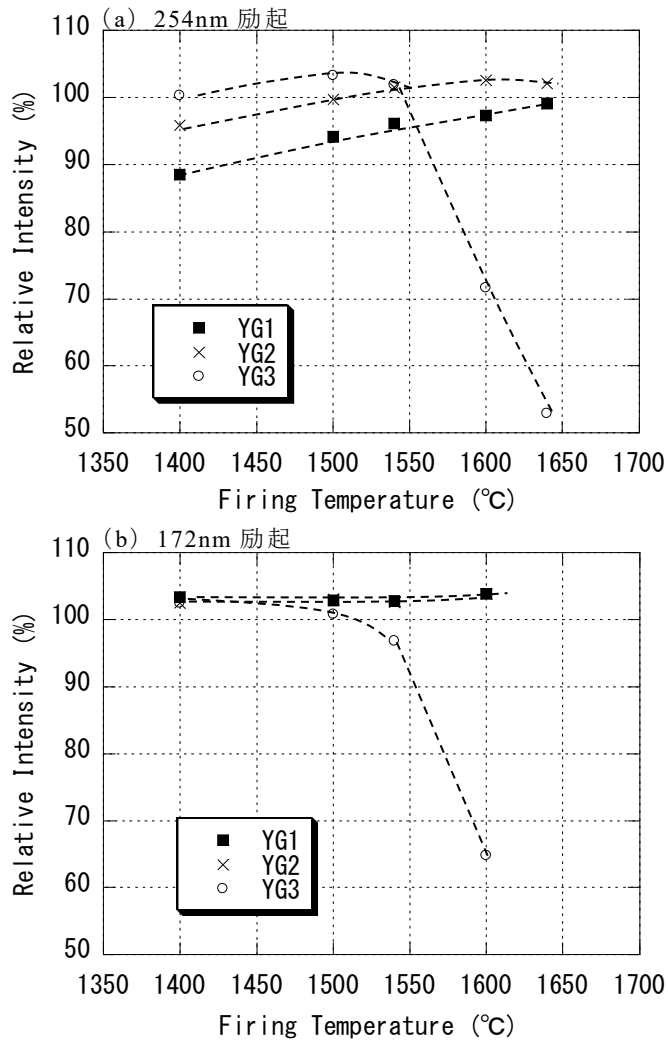 (a) 254nm 励起
110
100
90
80
70
60
50
Relative Intensity (%)
YG1
YG2
YG3
1350 1400 1450 1500 1550 1600 1650 1700
Firing Temperature (℃)
(b) 172nm 励起
110
100
90
80
70
60
50
Relative Intensity (%)
YG1
YG2
YG3
1350 1400 1450 1500 1550 1600 1650 1700
Firing Temperature (℃)